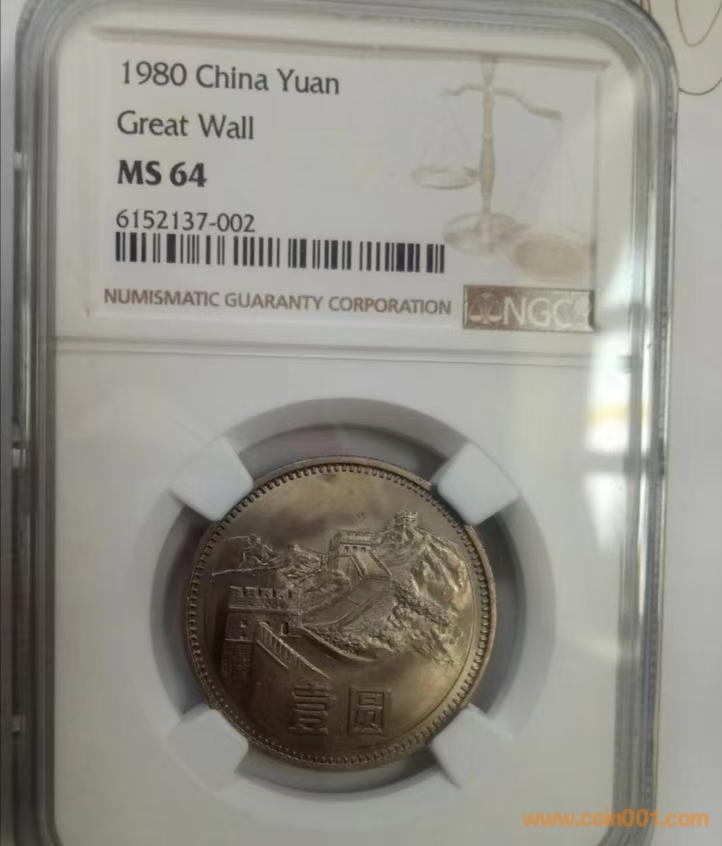 1980 China Yuan
Great Wall
MS 64
6152137-002
NUMISMATIC GUARANTY CORPORATION
NGC
壹圆
www.coin001.com